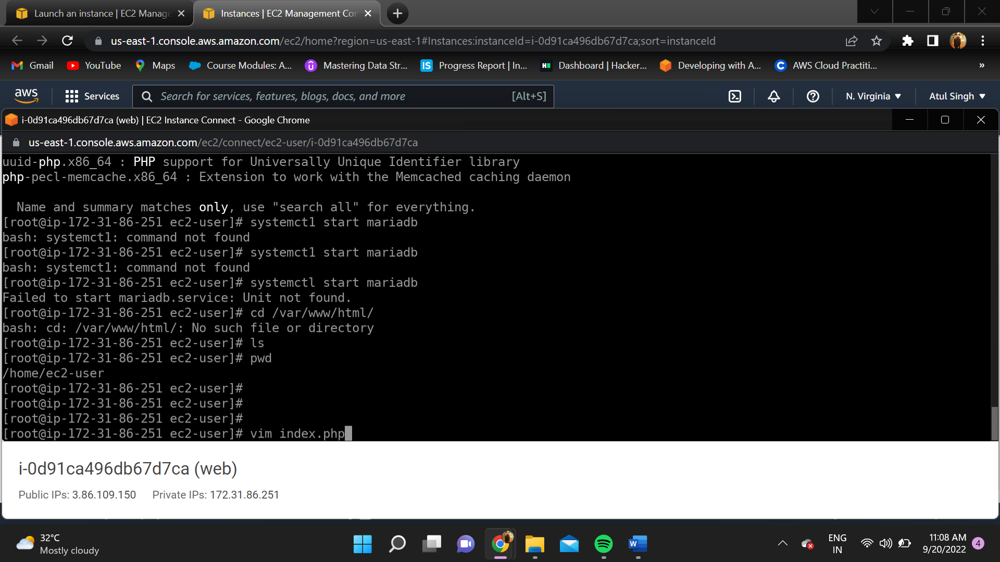 Launch an instance | EC2 Manage
Instances | EC2 Management Con
us-east-1.console.aws.amazon.com/ec2/home?region=us-east-1#Instances:instanceId=i-0d91ca496db67d7ca;sort=instanceId
Gmail YouTube Maps Course Modules: A... Mastering Data Str... IS Progress Report | In... Dashboard | Hacker... Developing with A... AWS Cloud Practiti... »
aws Services Search for services, features, blogs, docs, and more [Alt+S] N. Virginia Atul Singh
i-0d91ca496db67d7ca (web) | EC2 Instance Connect - Google Chrome
us-east-1.console.aws.amazon.com/ec2/connect/ec2-user/i-0d91ca496db67d7ca
uuid-php.x86_64 : PHP support for Universally Unique Identifier library
php-pecl-memcache.x86_64 : Extension to work with the Memcached caching daemon
Name and summary matches only, use "search all" for everything.
[root@ip-172-31-86-251 ec2-user]# systemct1 start mariadb
bash: systemct1: command not found
[root@ip-172-31-86-251 ec2-user]# systemct1 start mariadb
bash: systemct1: command not found
[root@ip-172-31-86-251 ec2-user]# systemctl start mariadb
Failed to start mariadb.service: Unit not found.
[root@ip-172-31-86-251 ec2-user]# cd /var/www/html/
bash: cd: /var/www/html/: No such file or directory
[root@ip-172-31-86-251 ec2-user]# ls
[root@ip-172-31-86-251 ec2-user]# pwd
/home/ec2-user
[root@ip-172-31-86-251 ec2-user]#
[root@ip-172-31-86-251 ec2-user]#
[root@ip-172-31-86-251 ec2-user]#
[root@ip-172-31-86-251 ec2-user]# vim index.php
i-0d91ca496db67d7ca (web)
Public IPs: 3.86.109.150 Private IPs: 172.31.86.251
32°C
Mostly cloudy
ENG
IN
11:08 AM
9/20/2022
4